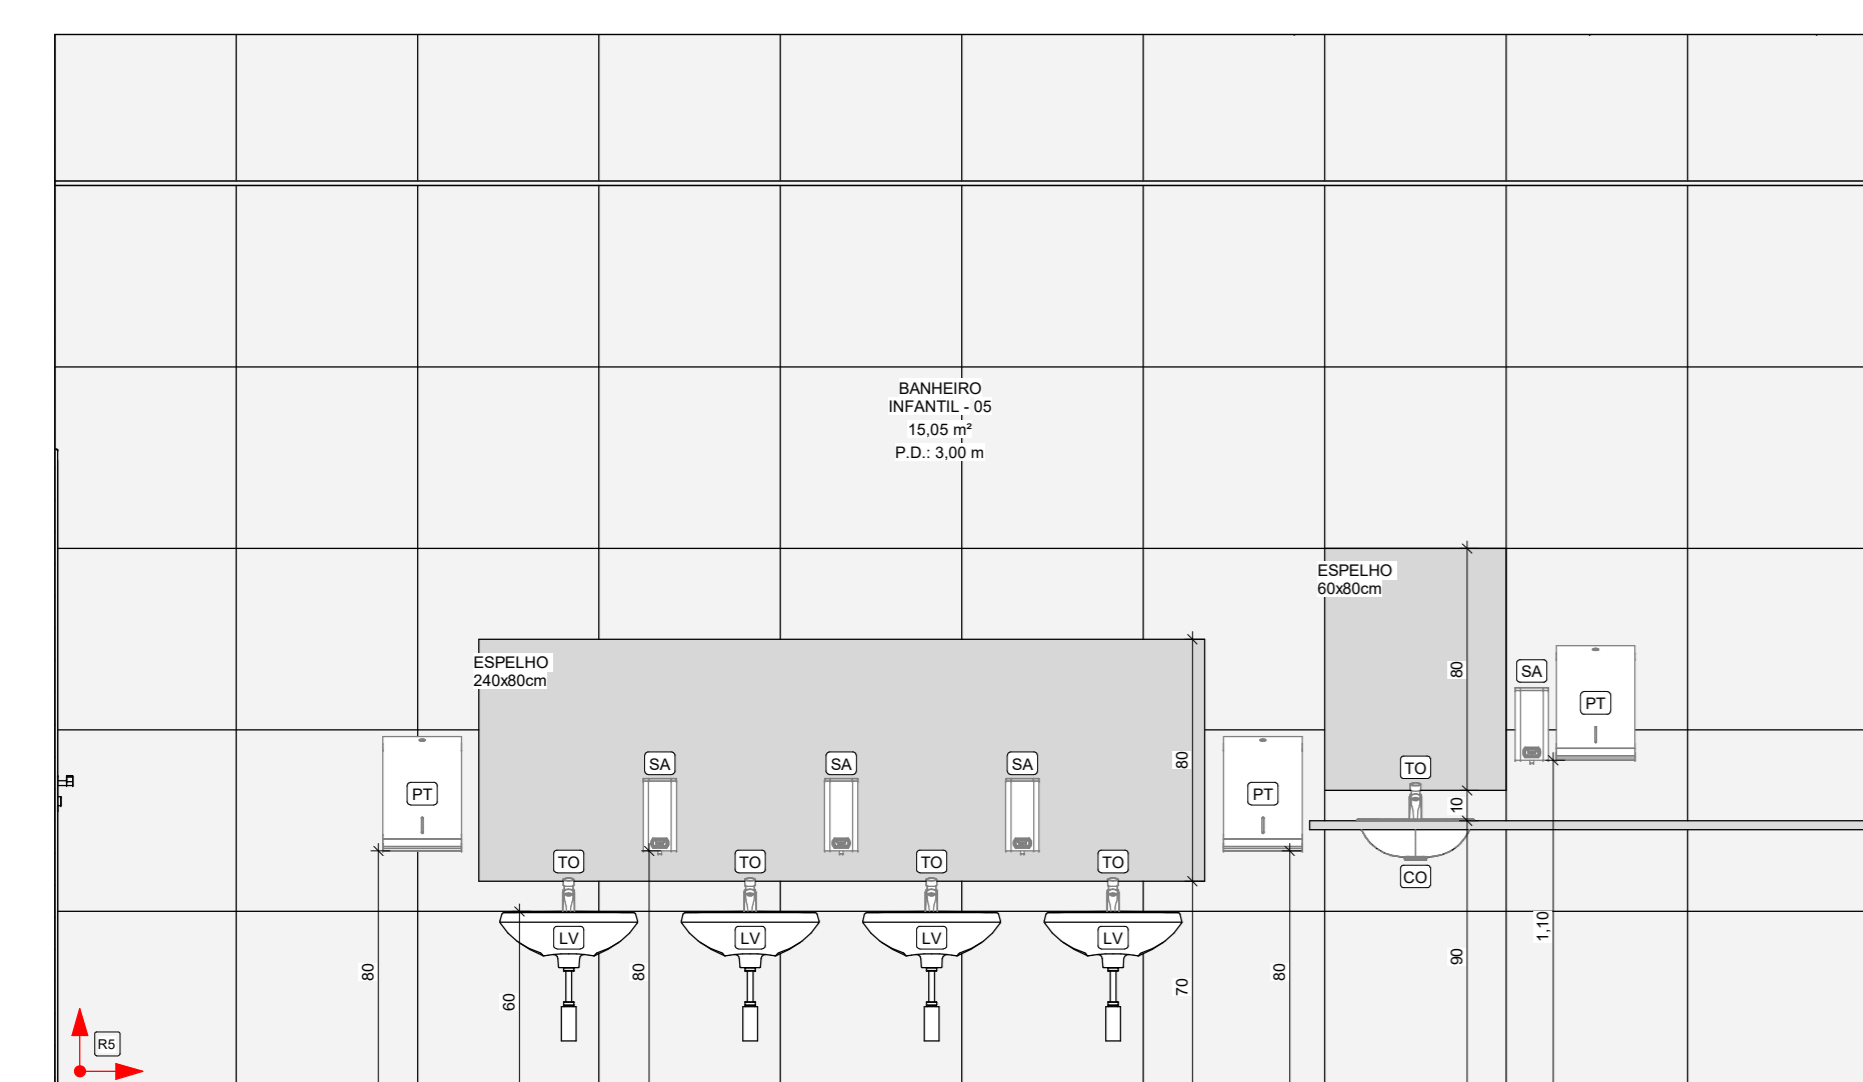 BANHEIRO
INFANTIL - 05
15,05 m²
P.D.: 3,00 m
ESPELHO
60x80cm
ESPELHO
240x80cm
80
SA
PT
SA
SA
SA
80
TO
PT
PT
10
TO
TO
TO
TO
CO
LV
LV
LV
LV
1,10
80
60
80
70
80
90
R5